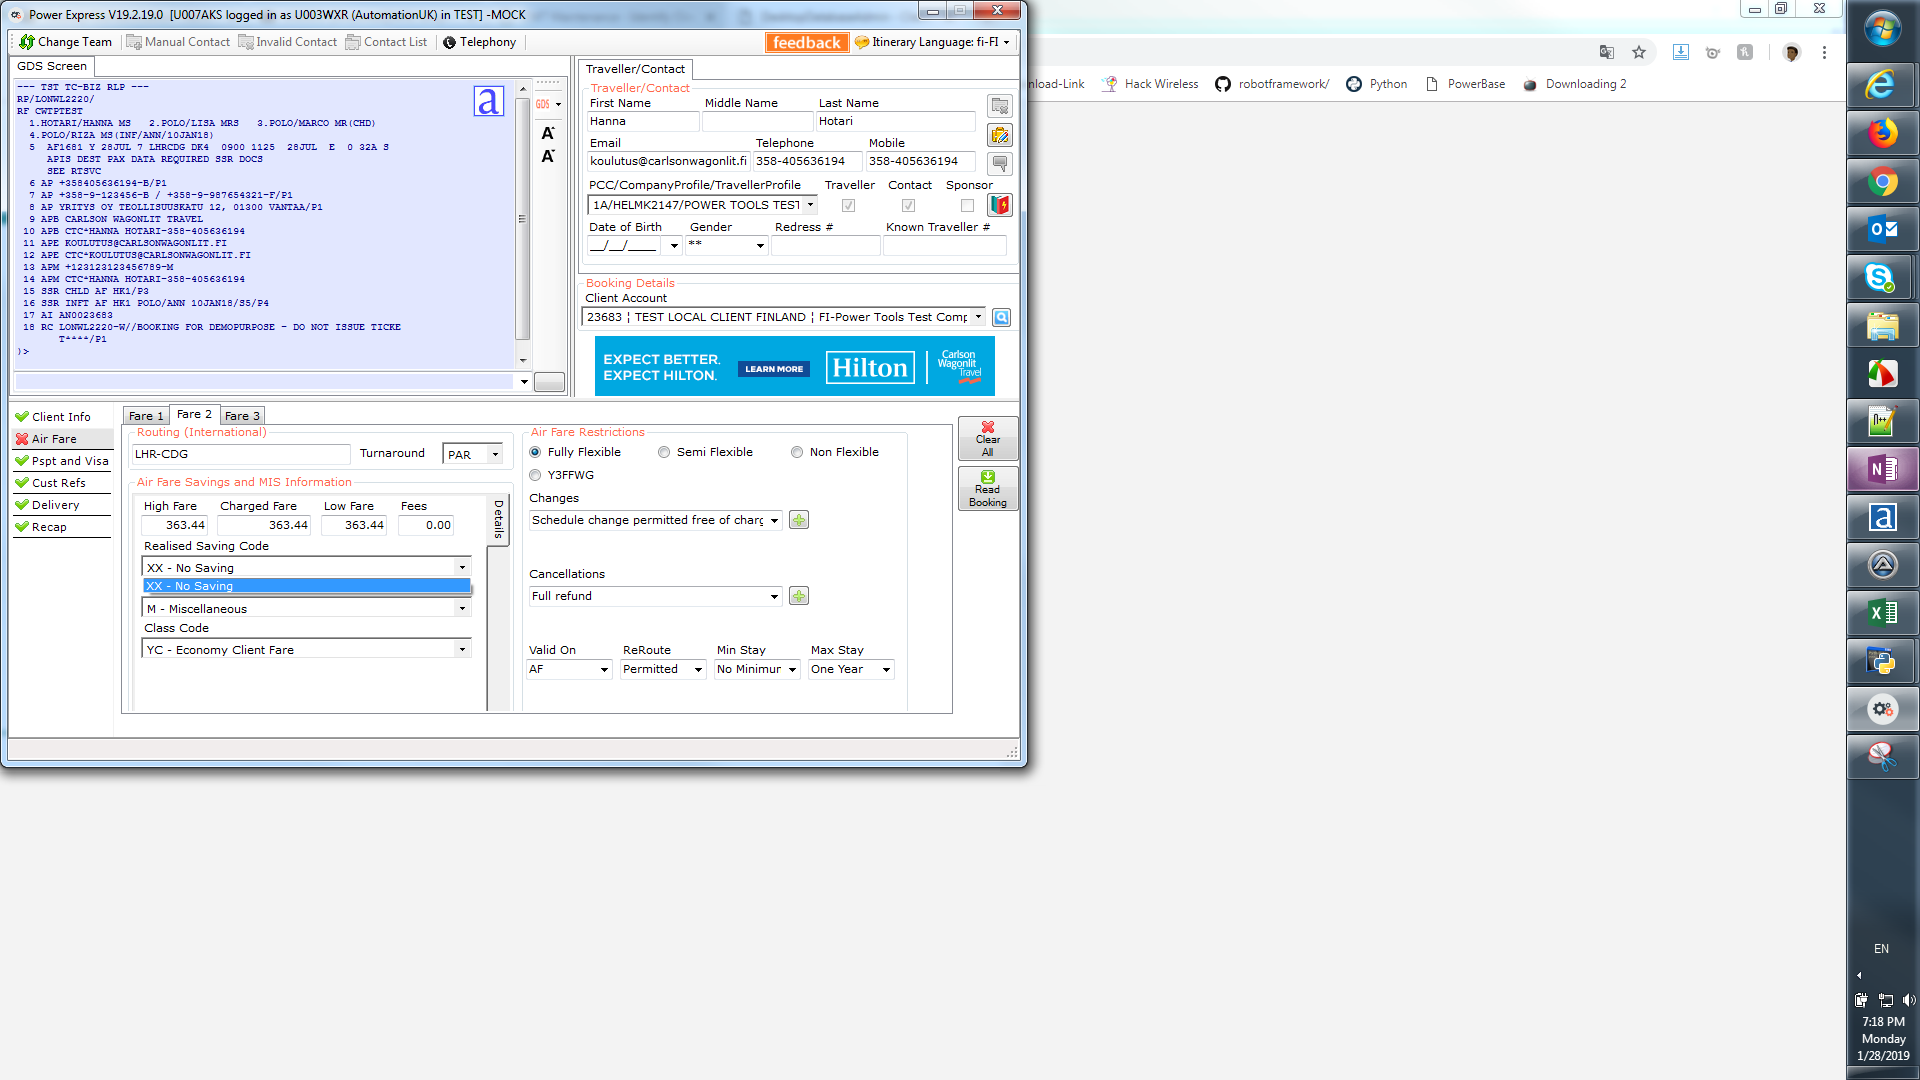 Power Express V19.2.19.0 [U007AKS logged in as U003WXR (AutomationUK) in TEST] -MOCK
Change Team
Manual Contact
Invalid Contact
Contact List
Telephony
feedback
Itinerary Language: fi-FI
GDS Screen
--- TST TC-BIZ RLP ---
RP/LONWL2220/
RF CWTPTEST
1.HOTARI/HANNA MS 2.POLO/LISA MRS 3.POLO/MARCO MR(CHD)
4.POLO/RIZA MS(INF/ANN/10JAN18)
5 AF1681 Y 28JUL 7 LHRCDG DK4 0900 1125 28JUL E 0 32A S
APIS DEST PAX DATA REQUIRED SSR DOCS
SEE RTSVC
6 AP +358405636194-B/P1
7 AP +358-9-123456-B / +358-9-987654321-F/P1
8 AP YRITYS OY TEOLLISUUSKATU 12, 01300 VANTAA/P1
9 APB CARLSON WAGONLIT TRAVEL
10 APB CTC*HANNA HOTARI-358-405636194
11 APE KOULUTUS@CARLSONWAGONLIT.FI
12 APE CTC*KOULUTUS@CARLSONWAGONLIT.FI
13 APM +123123123456789-M
14 APM CTC*HANNA HOTARI-358-405636194
15 SSR CHLD AF HK1/P3
16 SSR INFT AF HK1 POLO/ANN 10JAN18/S5/P4
17 AI AN0023683
18 RC LONWL2220-W//BOOKING FOR DEMOPURPOSE - DO NOT ISSUE TICKE
T****/P1
)>
a
GDS
A
A
Traveller/Contact
Traveller/Contact
First Name Middle Name Last Name
Hanna Hotari
Email Telephone Mobile
koulutus@carlsonwagonlit.fi 358-405636194 358-405636194
PCC/CompanyProfile/TravellerProfile Traveller Contact Sponsor
1A/HELMK2147/POWER TOOLS TEST
Date of Birth Gender Redress # Known Traveller #
__/__/____ **
Booking Details
Client Account
23683 ¦ TEST LOCAL CLIENT FINLAND ¦ FI-Power Tools Test Comp
EXPECT BETTER.
EXPECT HILTON.
LEARN MORE
Hilton
Carlson
Wagonlit
Travel
Client Info
Air Fare
Pspt and Visa
Cust Refs
Delivery
Recap
Fare 1 Fare 2 Fare 3
Routing (International)
LHR-CDG Turnaround PAR
Air Fare Savings and MIS Information
High Fare Charged Fare Low Fare Fees
363.44 363.44 363.44 0.00
Details
Realised Saving Code
XX - No Saving
XX - No Saving
M - Miscellaneous
Class Code
YC - Economy Client Fare
Air Fare Restrictions
Fully Flexible Semi Flexible Non Flexible
Y3FFWG
Changes
Schedule change permitted free of charg
Cancellations
Full refund
Valid On ReRoute Min Stay Max Stay
AF Permitted No Minimur One Year
Clear
All
Read
Booking
nload-Link
Hack Wireless
robotframework/
Python
PowerBase
Downloading 2
EN
7:18 PM
Monday
1/28/2019